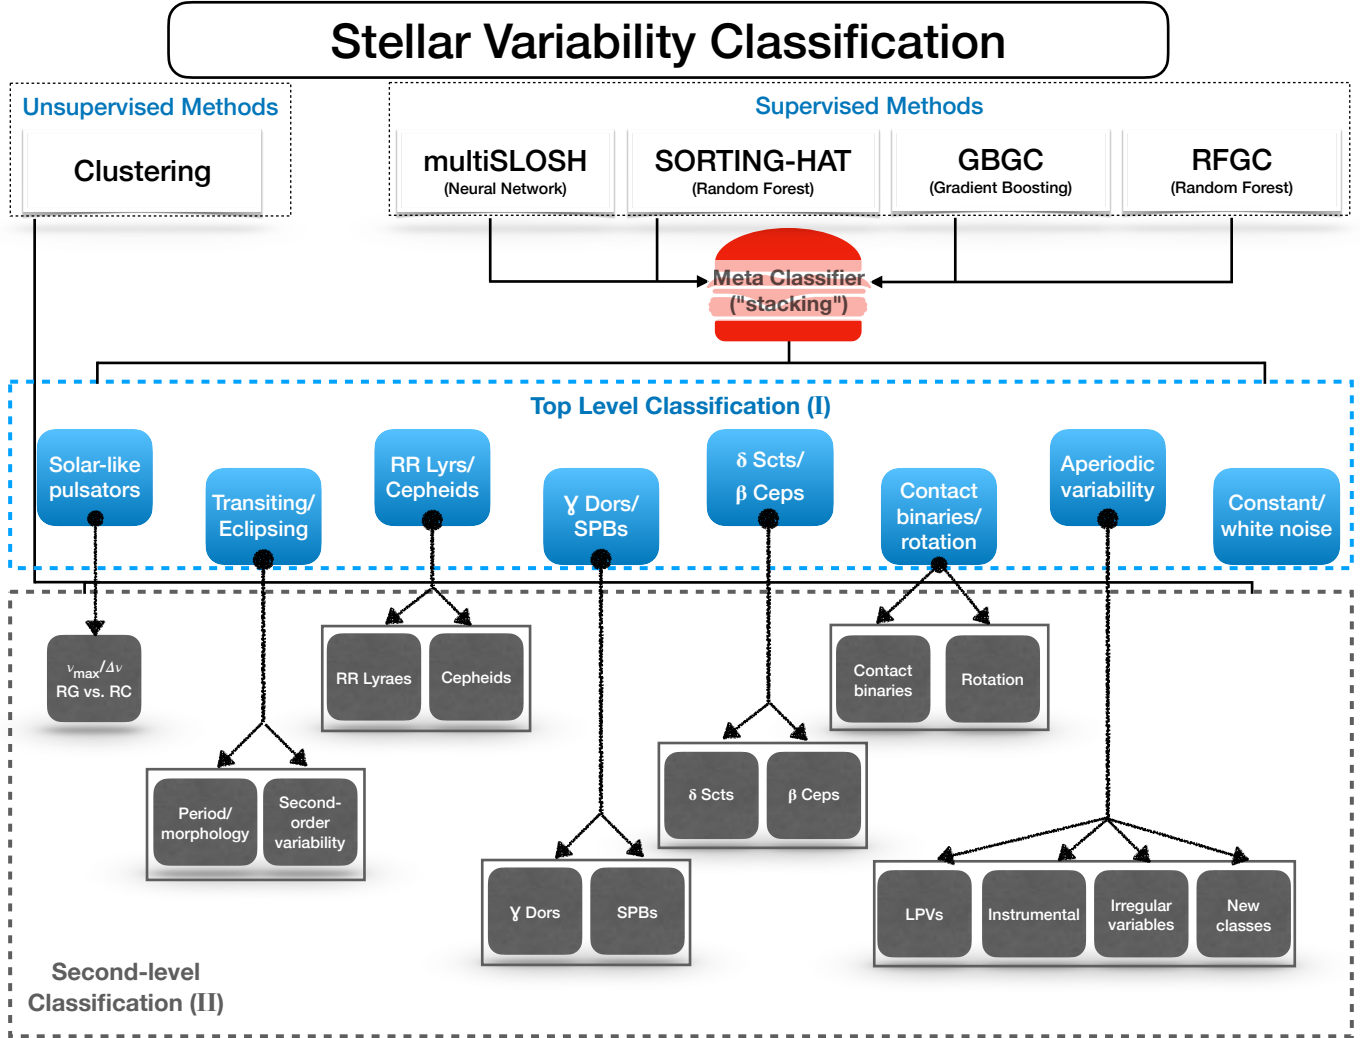 Stellar Variability Classification
Unsupervised Methods
Clustering
Supervised Methods
multiSLOSH
(Neural Network)
SORTING-HAT
(Random Forest)
GBGC
(Gradient Boosting)
RFGC
(Random Forest)
Meta Classifier
("stacking")
Top Level Classification (I)
Solar-like
pulsators
Transiting/
Eclipsing
RR Lyrs/
Cepheids
γ Dors/
SPBs
δ Scts/
β Ceps
Contact
binaries/
rotation
Aperiodic
variability
Constant/
white noise
νmax/Δν
RG vs. RC
Period/
morphology
Second-
order
variability
RR Lyraes
Cepheids
γ Dors
SPBs
δ Scts
β Ceps
Contact
binaries
Rotation
LPVs
Instrumental
Irregular
variables
New
classes
Second-level
Classification (II)